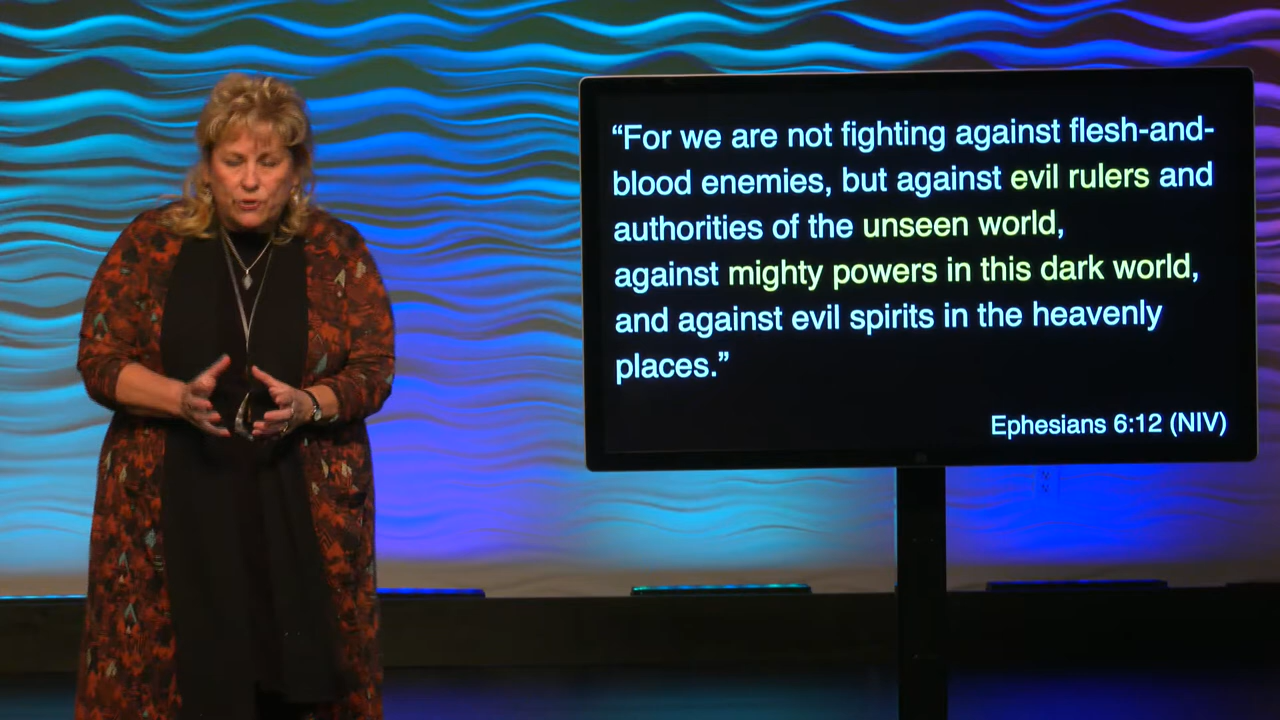 “For we are not fighting against flesh-and-
blood enemies, but against evil rulers and
authorities of the unseen world,
against mighty powers in this dark world,
and against evil spirits in the heavenly
places.”
Ephesians 6:12 (NIV)